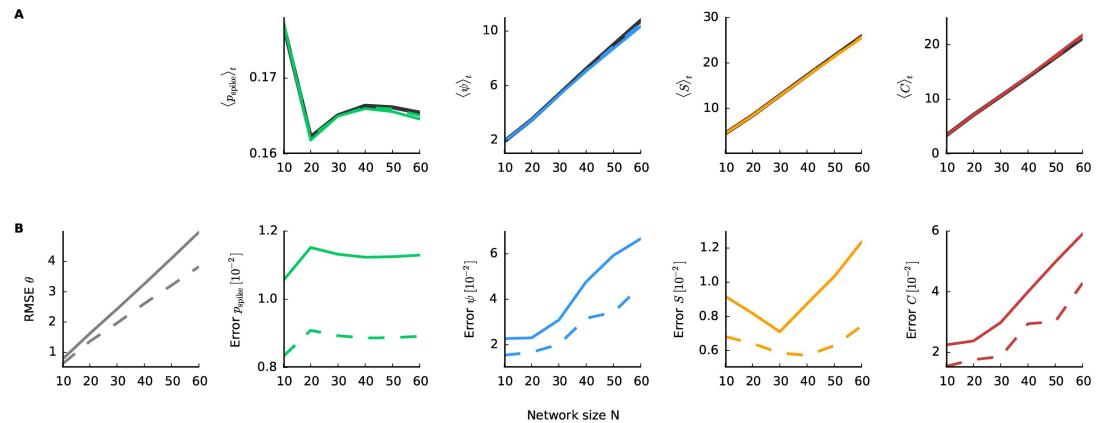 A
⟨p_spike⟩_t
0.17
0.16
10 20 30 40 50 60
⟨ψ⟩_t
10
6
2
10 20 30 40 50 60
⟨S⟩_t
30
20
10
10 20 30 40 50 60
⟨C⟩_t
20
10
0
10 20 30 40 50 60
B
RMSE θ
4
3
2
1
10 20 30 40 50 60
Error p_spike [10^-2]
1.2
1.0
0.8
10 20 30 40 50 60
Error ψ [10^-2]
6
4
2
10 20 30 40 50 60
Error S [10^-2]
1.2
1.0
0.8
0.6
10 20 30 40 50 60
Error C [10^-2]
6
4
2
10 20 30 40 50 60
Network size N